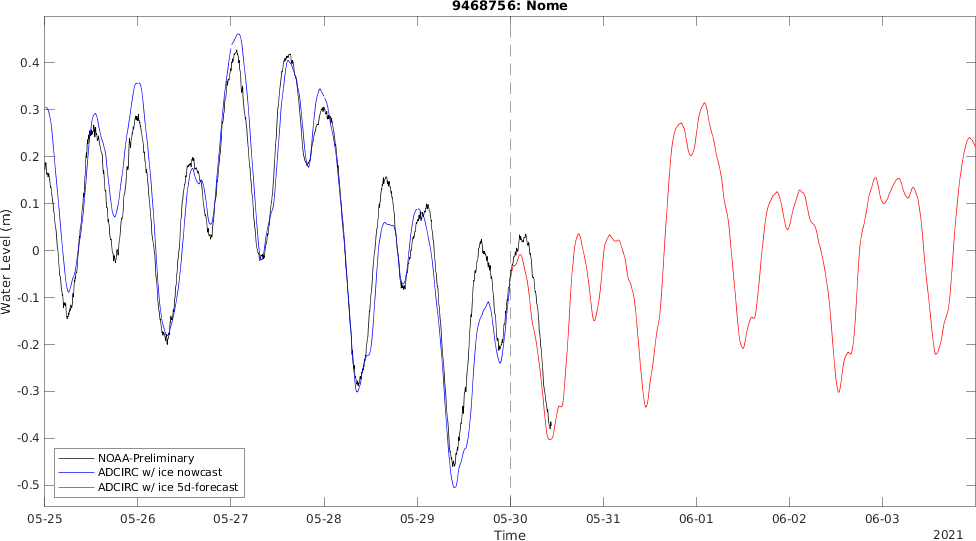 9468756: Nome
Water Level (m)
0.4
0.3
0.2
0.1
0
-0.1
-0.2
-0.3
-0.4
-0.5
NOAA-Preliminary
ADCIRC w/ ice nowcast
ADCIRC w/ ice 5d-forecast
05-25 05-26 05-27 05-28 05-29 05-30 05-31 06-01 06-02 06-03
Time
2021